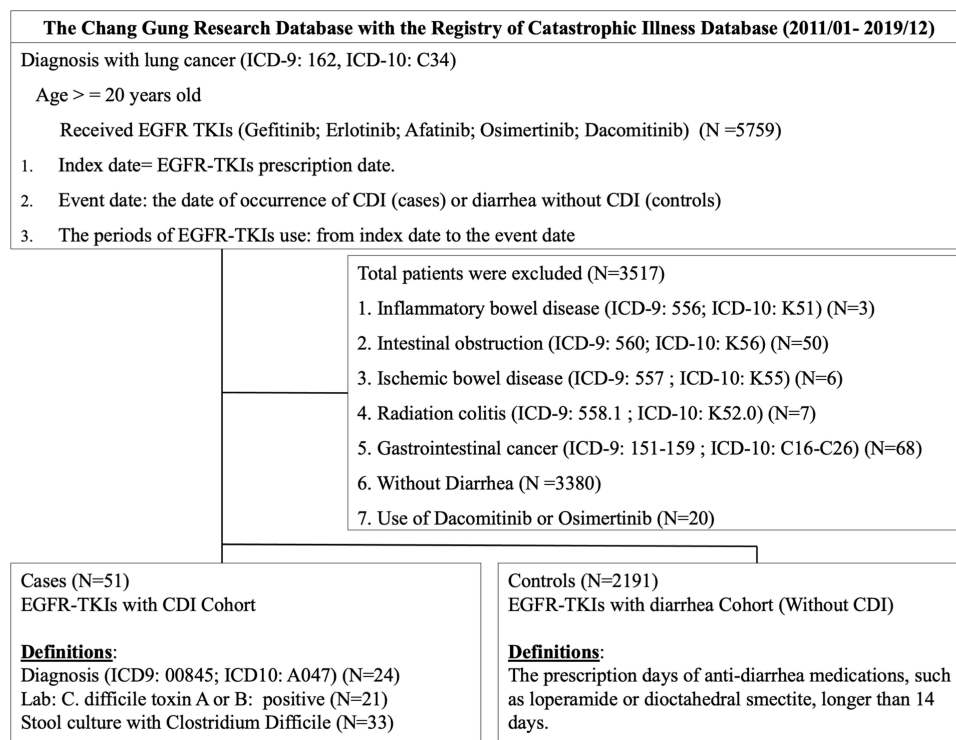 The Chang Gung Research Database with the Registry of Catastrophic Illness Database (2011/01- 2019/12)
Diagnosis with lung cancer (ICD-9: 162, ICD-10: C34)
Age > = 20 years old
Received EGFR TKIs (Gefitinib; Erlotinib; Afatinib; Osimertinib; Dacomitinib) (N =5759)
1. Index date= EGFR-TKIs prescription date.
2. Event date: the date of occurrence of CDI (cases) or diarrhea without CDI (controls)
3. The periods of EGFR-TKIs use: from index date to the event date
Total patients were excluded (N=3517)
1. Inflammatory bowel disease (ICD-9: 556; ICD-10: K51) (N=3)
2. Intestinal obstruction (ICD-9: 560; ICD-10: K56) (N=50)
3. Ischemic bowel disease (ICD-9: 557 ; ICD-10: K55) (N=6)
4. Radiation colitis (ICD-9: 558.1 ; ICD-10: K52.0) (N=7)
5. Gastrointestinal cancer (ICD-9: 151-159 ; ICD-10: C16-C26) (N=68)
6. Without Diarrhea (N =3380)
7. Use of Dacomitinib or Osimertinib (N=20)
Cases (N=51)
EGFR-TKIs with CDI Cohort
Definitions:
Diagnosis (ICD9: 00845; ICD10: A047) (N=24)
Lab: C. difficile toxin A or B: positive (N=21)
Stool culture with Clostridium Difficile (N=33)
Controls (N=2191)
EGFR-TKIs with diarrhea Cohort (Without CDI)
Definitions:
The prescription days of anti-diarrhea medications, such
as loperamide or dioctahedral smectite, longer than 14
days.